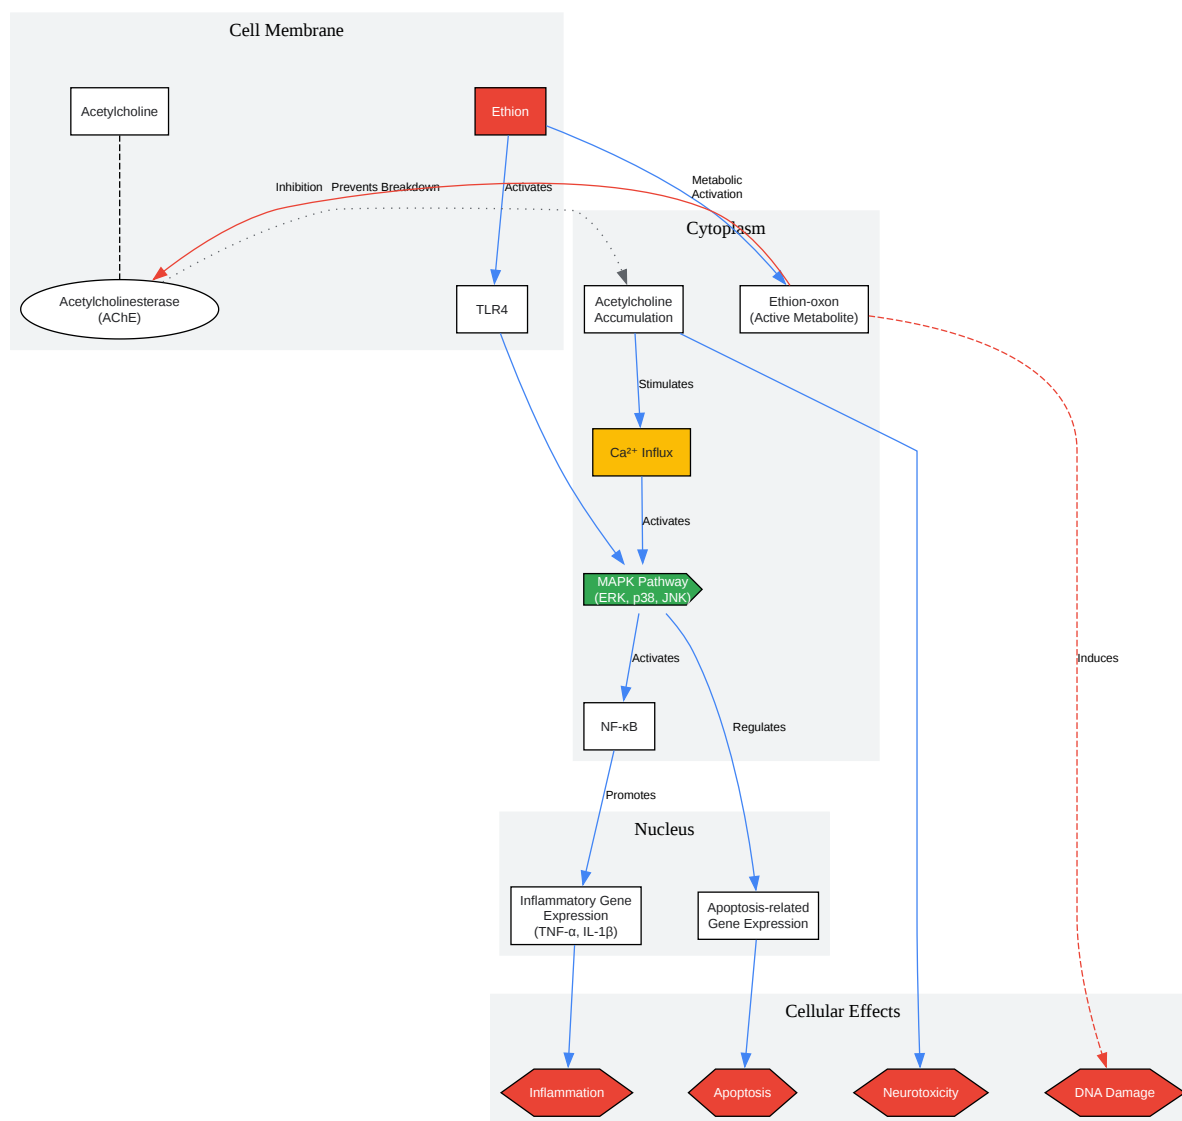 Cell Membrane
Acetylcholine
Ethion
Inhibition
Prevents Breakdown
Activates
Metabolic
Activation
Cytoplasm
Acetylcholinesterase
(AChE)
TLR4
Acetylcholine
Accumulation
Ethion-oxon
(Active Metabolite)
Stimulates
Ca²⁺ Influx
Activates
MAPK Pathway
(ERK, p38, JNK)
Activates
Induces
NF-κB
Regulates
Promotes
Nucleus
Inflammatory Gene
Expression
(TNF-α, IL-1β)
Apoptosis-related
Gene Expression
Cellular Effects
Inflammation
Apoptosis
Neurotoxicity
DNA Damage